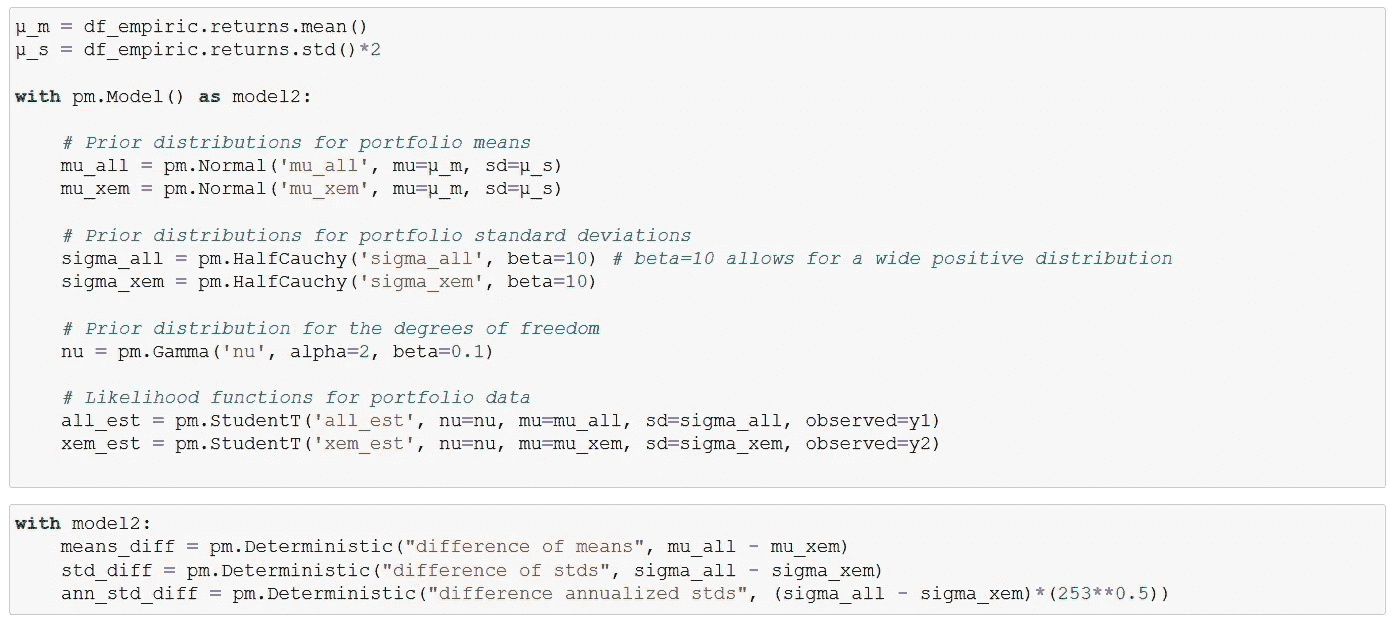 μ_m = df_empiric.returns.mean()
μ_s = df_empiric.returns.std()*2
with pm.Model() as model2:
# Prior distributions for portfolio means
mu_all = pm.Normal('mu_all', mu=μ_m, sd=μ_s)
mu_xem = pm.Normal('mu_xem', mu=μ_m, sd=μ_s)
# Prior distributions for portfolio standard deviations
sigma_all = pm.HalfCauchy('sigma_all', beta=10) # beta=10 allows for a wide positive distribution
sigma_xem = pm.HalfCauchy('sigma_xem', beta=10)
# Prior distribution for the degrees of freedom
nu = pm.Gamma('nu', alpha=2, beta=0.1)
# Likelihood functions for portfolio data
all_est = pm.StudentT('all_est', nu=nu, mu=mu_all, sd=sigma_all, observed=y1)
xem_est = pm.StudentT('xem_est', nu=nu, mu=mu_xem, sd=sigma_xem, observed=y2)
with model2:
means_diff = pm.Deterministic("difference of means", mu_all - mu_xem)
std_diff = pm.Deterministic("difference of stds", sigma_all - sigma_xem)
ann_std_diff = pm.Deterministic("difference annualized stds", (sigma_all - sigma_xem)*(253**0.5))